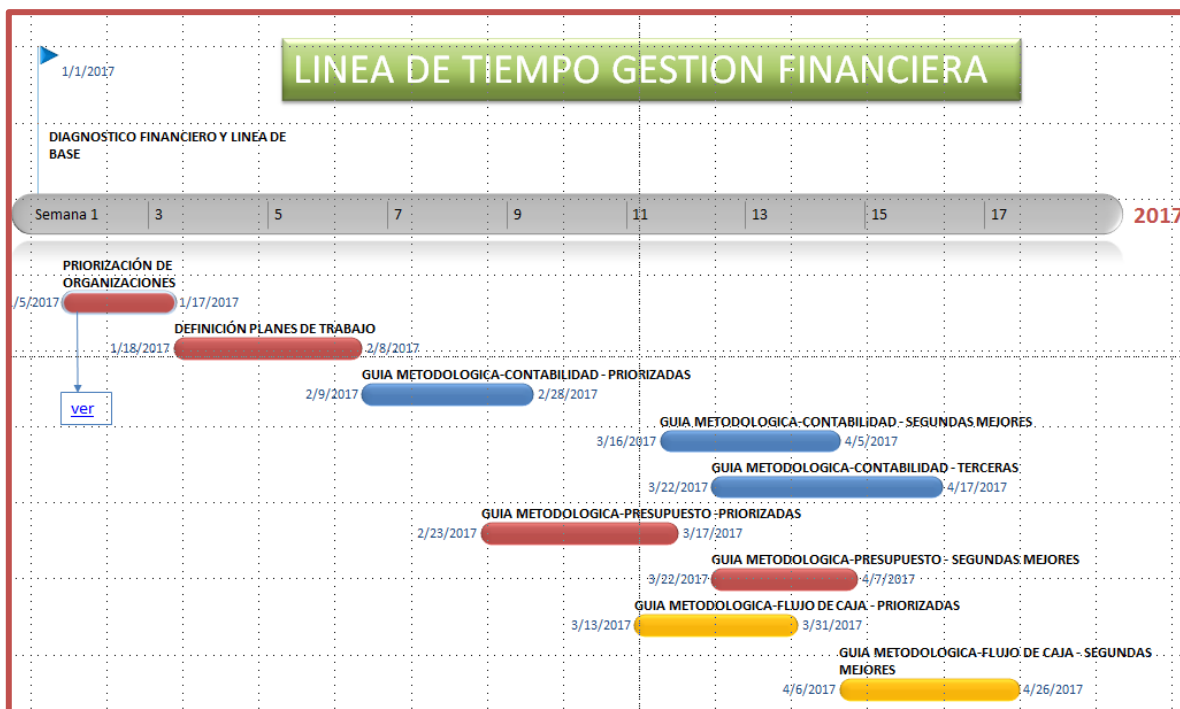 LINEA DE TIEMPO GESTION FINANCIERA
1/1/2017
DIAGNOSTICO FINANCIERO Y LINEA DE
BASE
Semana 1 3 5 7 9 11 13 15 17 2017
PRIORIZACIÓN DE
ORGANIZACIONES
/5/2017 1/17/2017
DEFINICIÓN PLANES DE TRABAJO
1/18/2017 2/8/2017
ver
GUIA METODOLOGICA-CONTABILIDAD - PRIORIZADAS
2/9/2017 2/28/2017
GUIA METODOLOGICA-CONTABILIDAD - SEGUNDAS MEJORES
3/16/2017 4/5/2017
GUIA METODOLOGICA-CONTABILIDAD - TERCERAS
3/22/2017 4/17/2017
GUIA METODOLOGICA-PRESUPUESTO -PRIORIZADAS
2/23/2017 3/17/2017
GUIA METODOLOGICA-PRESUPUESTO - SEGUNDAS MEJORES
3/22/2017 4/7/2017
GUIA METODOLOGICA-FLUJO DE CAJA - PRIORIZADAS
3/13/2017 3/31/2017
GUIA METODOLOGICA-FLUJO DE CAJA - SEGUNDAS
MEJORES
4/6/2017 4/26/2017